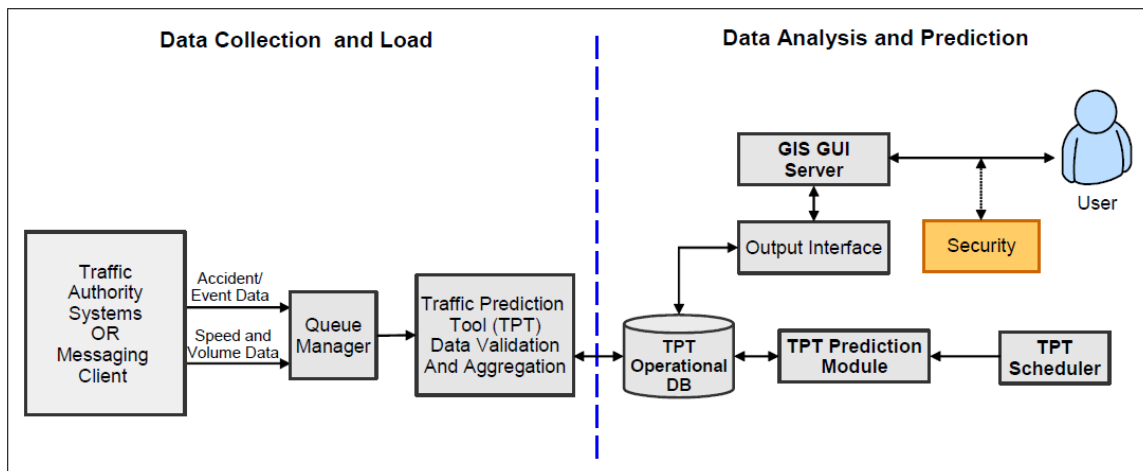 Data Collection and Load
Data Analysis and Prediction
GIS GUI
Server
User
Output Interface
Security
Traffic
Authority
Systems
OR
Messaging
Client
Accident/
Event Data
Speed and
Volume Data
Queue
Manager
Traffic Prediction
Tool (TPT)
Data Validation
And Aggregation
TPT
Operational
DB
TPT Prediction
Module
TPT
Scheduler